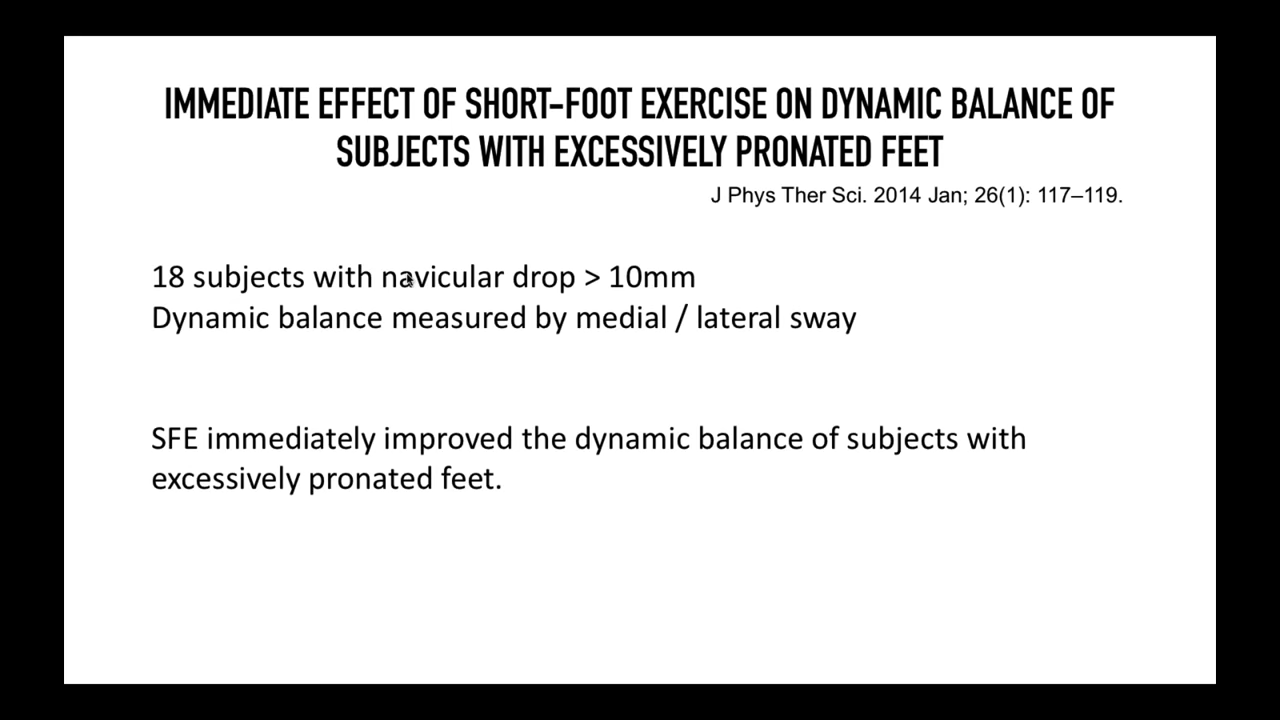 IMMEDIATE EFFECT OF SHORT-FOOT EXERCISE ON DYNAMIC BALANCE OF
SUBJECTS WITH EXCESSIVELY PRONATED FEET
J Phys Ther Sci. 2014 Jan; 26(1): 117–119.
18 subjects with navicular drop > 10mm
Dynamic balance measured by medial / lateral sway
SFE immediately improved the dynamic balance of subjects with
excessively pronated feet.